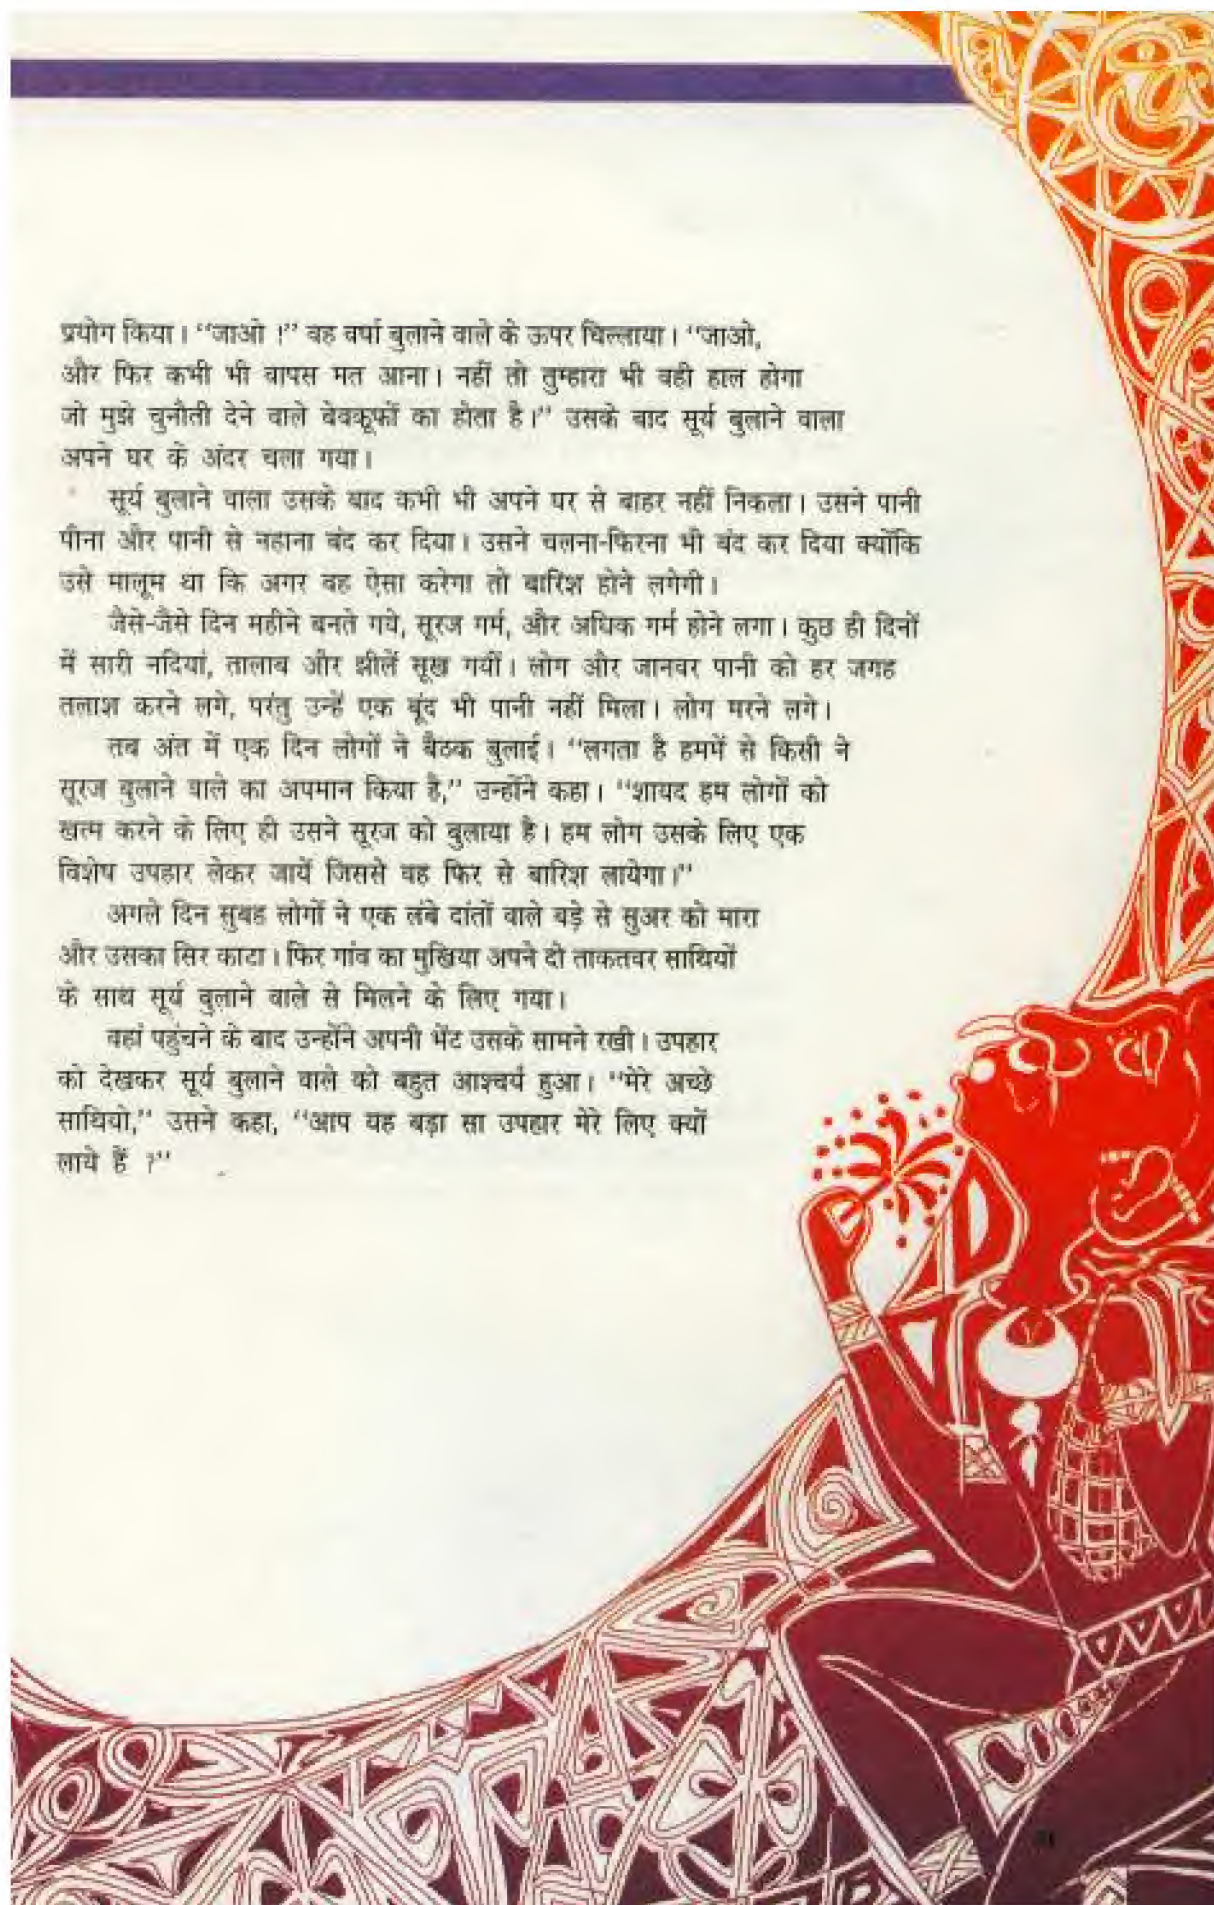 प्रयोग किया। ‘‘जाओ !’’ वह वर्षा बुलाने वाले के ऊपर चिल्लाया। ‘‘जाओ,
और फिर कभी भी वापस मत आना। नहीं तो तुम्हारा भी वही हाल होगा
जो मुझे चुनौती देने वाले बेवकूफों का होता है।’’ उसके बाद सूर्य बुलाने वाला
अपने घर के अंदर चला गया।
सूर्य बुलाने वाला उसके बाद कभी भी अपने घर से बाहर नहीं निकला। उसने पानी
पीना और पानी से नहाना बंद कर दिया। उसने चलना-फिरना भी बंद कर दिया क्योंकि
उसे मालूम था कि अगर वह ऐसा करेगा तो बारिश होने लगेगी।
जैसे-जैसे दिन महीने बनते गये, सूरज गर्म, और अधिक गर्म होने लगा। कुछ ही दिनों
में सारी नदियां, तालाब और झीलें सूख गयीं। लोग और जानवर पानी को हर जगह
तलाश करने लगे, परंतु उन्हें एक बूंद भी पानी नहीं मिला। लोग मरने लगे।
तब अंत में एक दिन लोगों ने बैठक बुलाई। ‘‘लगता है हममें से किसी ने
सूरज बुलाने वाले का अपमान किया है,’’ उन्होंने कहा। ‘‘शायद हम लोगों को
खत्म करने के लिए ही उसने सूरज को बुलाया है। हम लोग उसके लिए एक
विशेष उपहार लेकर जायें जिससे वह फिर से बारिश लायेगा।’’
अगले दिन सुबह लोगों ने एक लंबे दांतों वाले बड़े से सुअर को मारा
और उसका सिर काटा। फिर गांव का मुखिया अपने दो ताकतवर साथियों
के साथ सूर्य बुलाने वाले से मिलने के लिए गया।
वहां पहुंचने के बाद उन्होंने अपनी भेंट उसके सामने रखी। उपहार
को देखकर सूर्य बुलाने वाले को बहुत आश्चर्य हुआ। ‘‘मेरे अच्छे
साथियो,’’ उसने कहा, ‘‘आप यह बड़ा सा उपहार मेरे लिए क्यों
लाये हैं ?’’